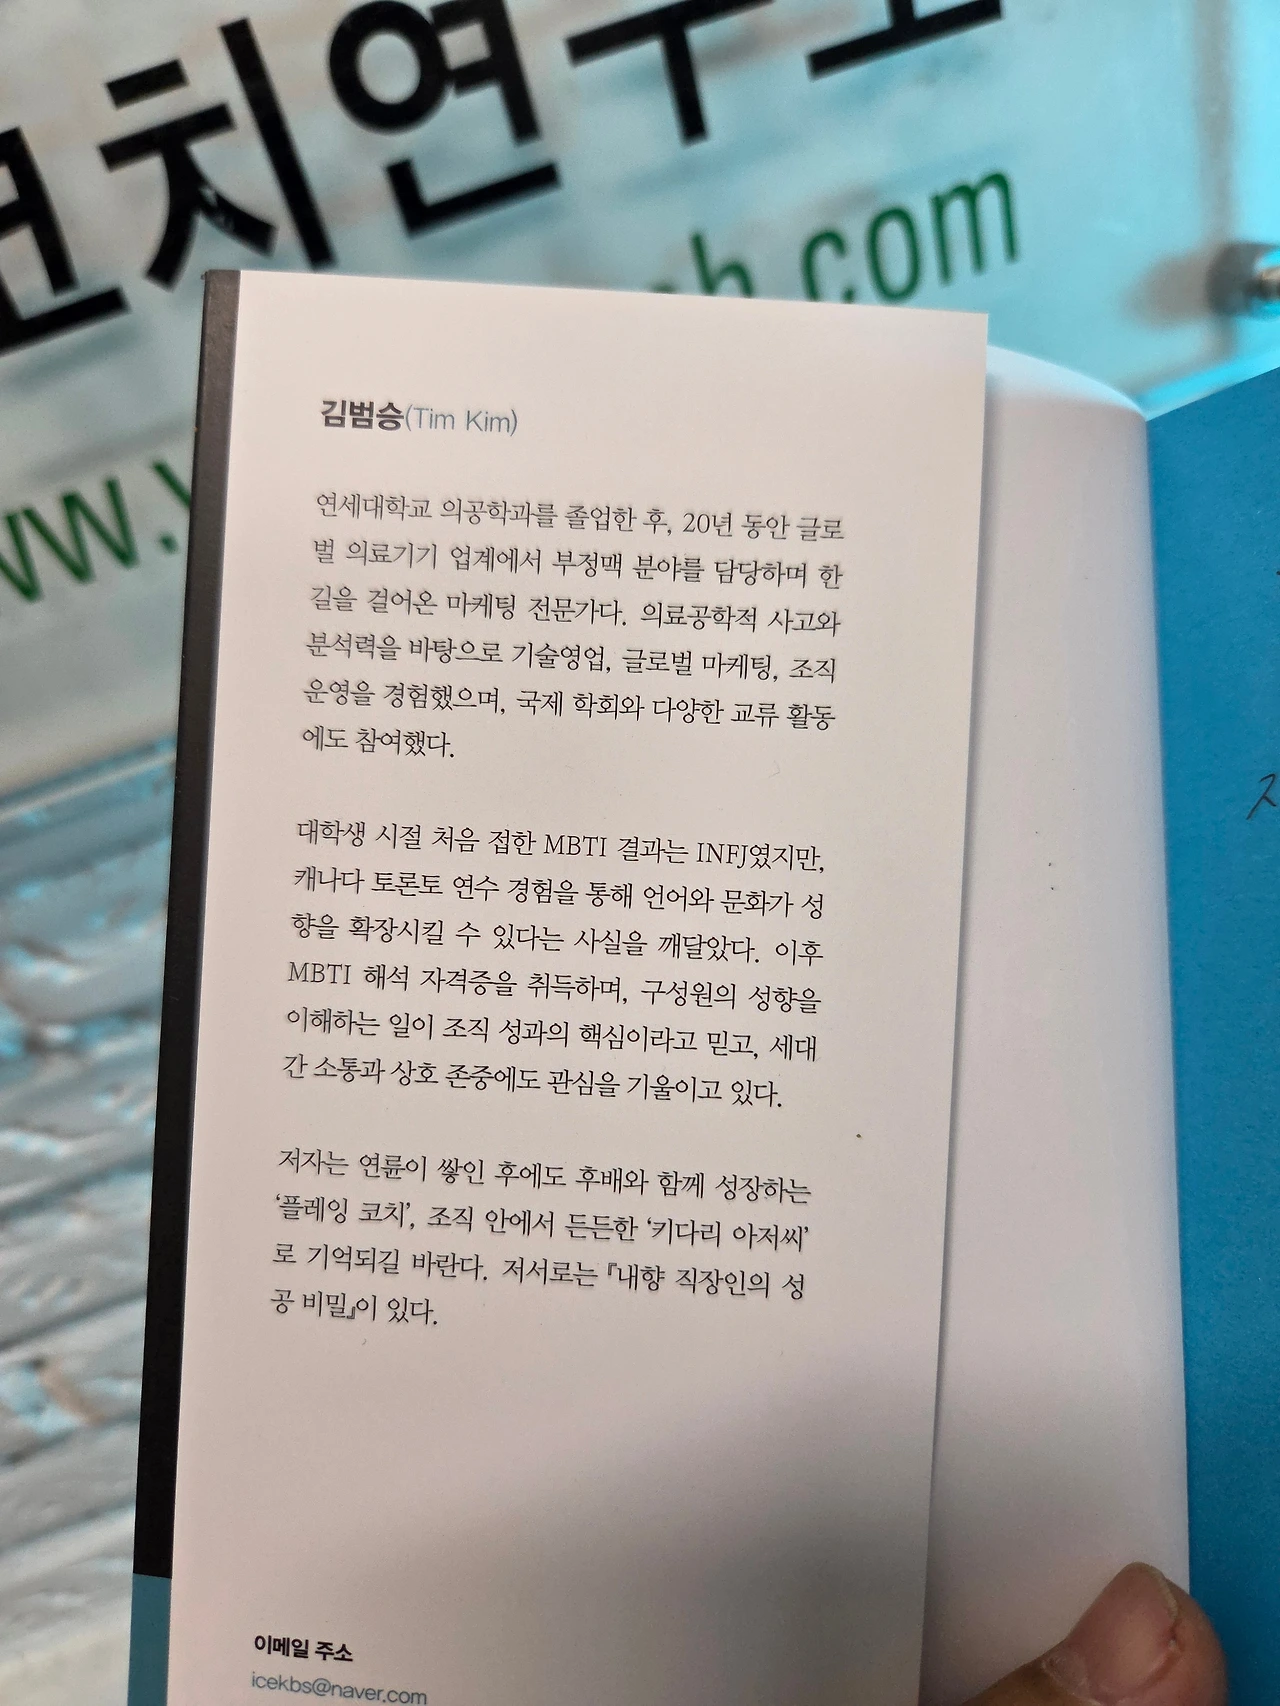 코치연구소
www.
.com
김범승(Tim Kim)
연세대학교 의공학과를 졸업한 후, 20년 동안 글로
벌 의료기기 업계에서 부정맥 분야를 담당하며 한
길을 걸어온 마케팅 전문가다. 의료공학적 사고와
분석력을 바탕으로 기술영업, 글로벌 마케팅, 조직
운영을 경험했으며, 국제 학회와 다양한 교류 활동
에도 참여했다.
대학생 시절 처음 접한 MBTI 결과는 INFJ였지만,
캐나다 토론토 연수 경험을 통해 언어와 문화가 성
향을 확장시킬 수 있다는 사실을 깨달았다. 이후
MBTI 해석 자격증을 취득하며, 구성원의 성향을
이해하는 일이 조직 성과의 핵심이라고 믿고, 세대
간 소통과 상호 존중에도 관심을 기울이고 있다.
저자는 연륜이 쌓인 후에도 후배와 함께 성장하는
‘플레잉 코치’, 조직 안에서 든든한 ‘키다리 아저씨’
로 기억되길 바란다. 저서로는 『내향 직장인의 성
공 비밀』이 있다.
이메일 주소
icekbs@naver.com